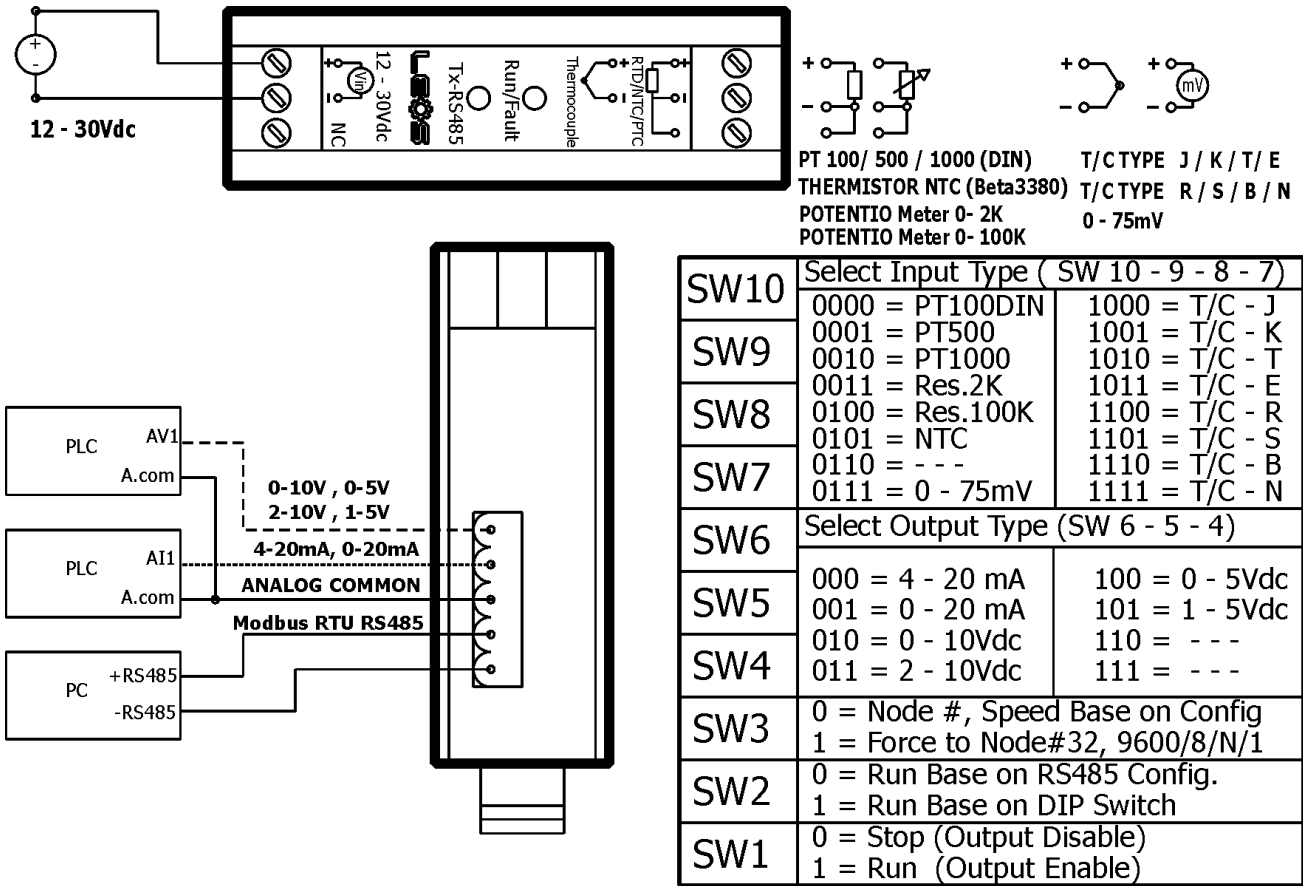 +
-
12 - 30Vdc
+
-
Vin
NC
12 - 30Vdc
LEOS
Tx-RS485
Run/Fault
Thermocouple
+
-
RTD/NTC/PTC
+
-
+
-
+
-
+
-
mV
PT 100/ 500 / 1000 (DIN)
THERMISTOR NTC (Beta3380)
POTENTIO Meter 0- 2K
POTENTIO Meter 0- 100K
T/C TYPE J / K / T/ E
T/C TYPE R / S / B / N
0 - 75mV
PLC
AV1
A.com
0-10V , 0-5V
2-10V , 1-5V
PLC
AI1
A.com
4-20mA, 0-20mA
ANALOG COMMON
Modbus RTU RS485
PC
+RS485
-RS485
SW10
SW9
SW8
SW7
Select Input Type ( SW 10 - 9 - 8 - 7)
0000 = PT100DIN
0001 = PT500
0010 = PT1000
0011 = Res.2K
0100 = Res.100K
0101 = NTC
0110 = - - -
0111 = 0 - 75mV
1000 = T/C - J
1001 = T/C - K
1010 = T/C - T
1011 = T/C - E
1100 = T/C - R
1101 = T/C - S
1110 = T/C - B
1111 = T/C - N
SW6
SW5
SW4
Select Output Type (SW 6 - 5 - 4)
000 = 4 - 20 mA
001 = 0 - 20 mA
010 = 0 - 10Vdc
011 = 2 - 10Vdc
100 = 0 - 5Vdc
101 = 1 - 5Vdc
110 = - - -
111 = - - -
SW3
0 = Node #, Speed Base on Config
1 = Force to Node#32, 9600/8/N/1
SW2
0 = Run Base on RS485 Config.
1 = Run Base on DIP Switch
SW1
0 = Stop (Output Disable)
1 = Run (Output Enable)